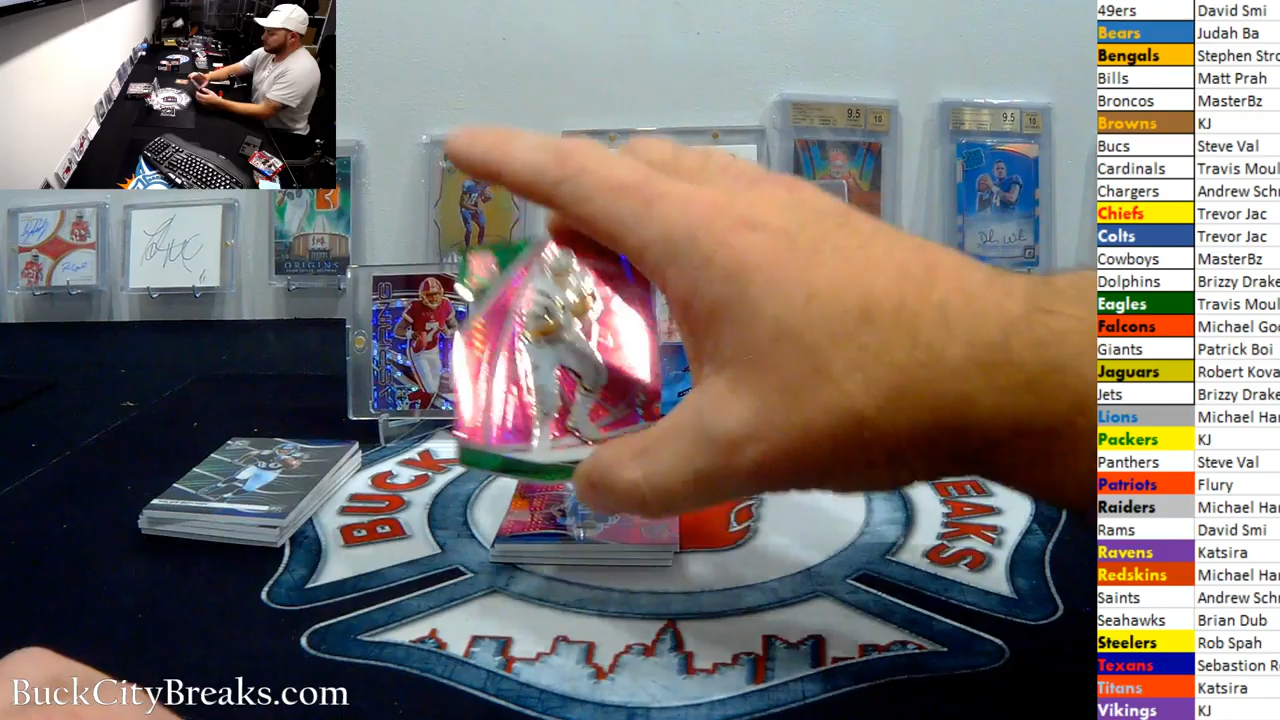 49ers David Smi
Bears Judah Ba
Bengals Stephen Stro
Bills Matt Prah
Broncos MasterBz
Browns KJ
Bucs Steve Val
Cardinals Travis Moul
Chargers Andrew Schr
Chiefs Trevor Jac
Colts Trevor Jac
Cowboys MasterBz
Dolphins Brizzy Drake
Eagles Travis Moul
Falcons Michael Go
Giants Patrick Boi
Jaguars Robert Kova
Jets Brizzy Drake
Lions Michael Har
Packers KJ
Panthers Steve Val
Patriots Flury
Raiders Michael Har
Rams David Smi
Ravens Katsira
Redskins Michael Har
Saints Andrew Schr
Seahawks Brian Dub
Steelers Rob Spah
Texans Sebastion R
Titans Katsira
Vikings KJ
9.5 10
9.5 10
ORIGINS
ASPIRING
BUCK
EAKS
BuckCityBreaks.com